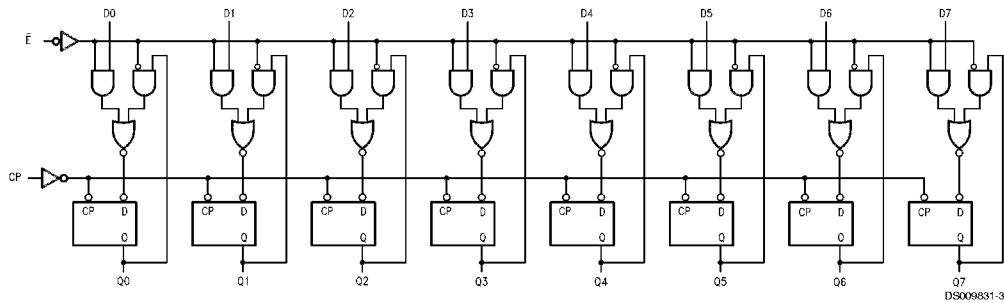 D0 D1 D2 D3 D4 D5 D6 D7
E̅
CP
CP D CP D CP D CP D CP D CP D CP D CP D
Q Q Q Q Q Q Q Q
Q0 Q1 Q2 Q3 Q4 Q5 Q6 Q7
DS009831-3